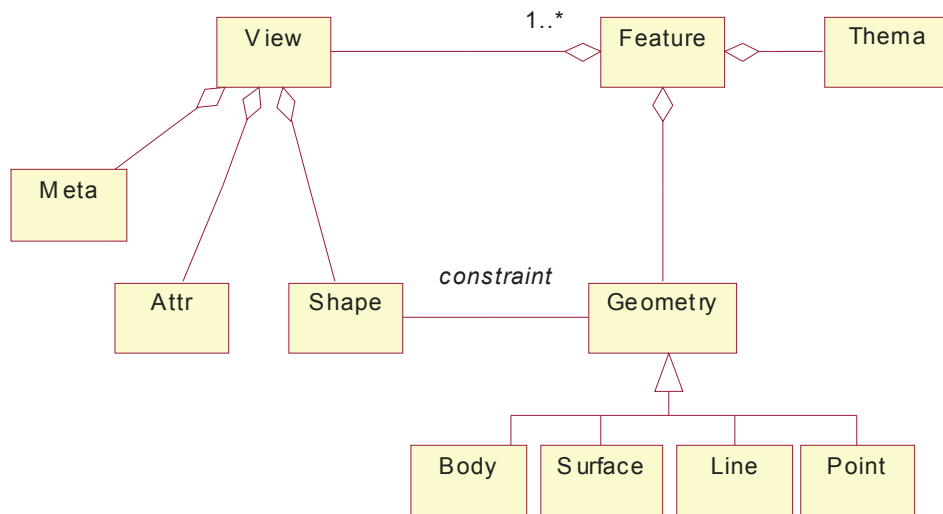 1..*
View
Feature
Thema
Meta
constraint
Attr
Shape
Geometry
Body
Surface
Line
Point